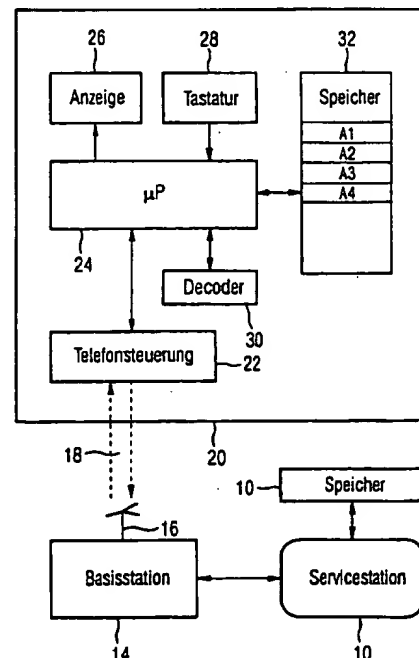 26
28
32
Anzeige
Tastatur
Speicher
A1
A2
A3
A4
µP
24
Decoder
30
Telefonsteuerung
22
18
20
10
Speicher
16
Basisstation
Servicestation
14
10